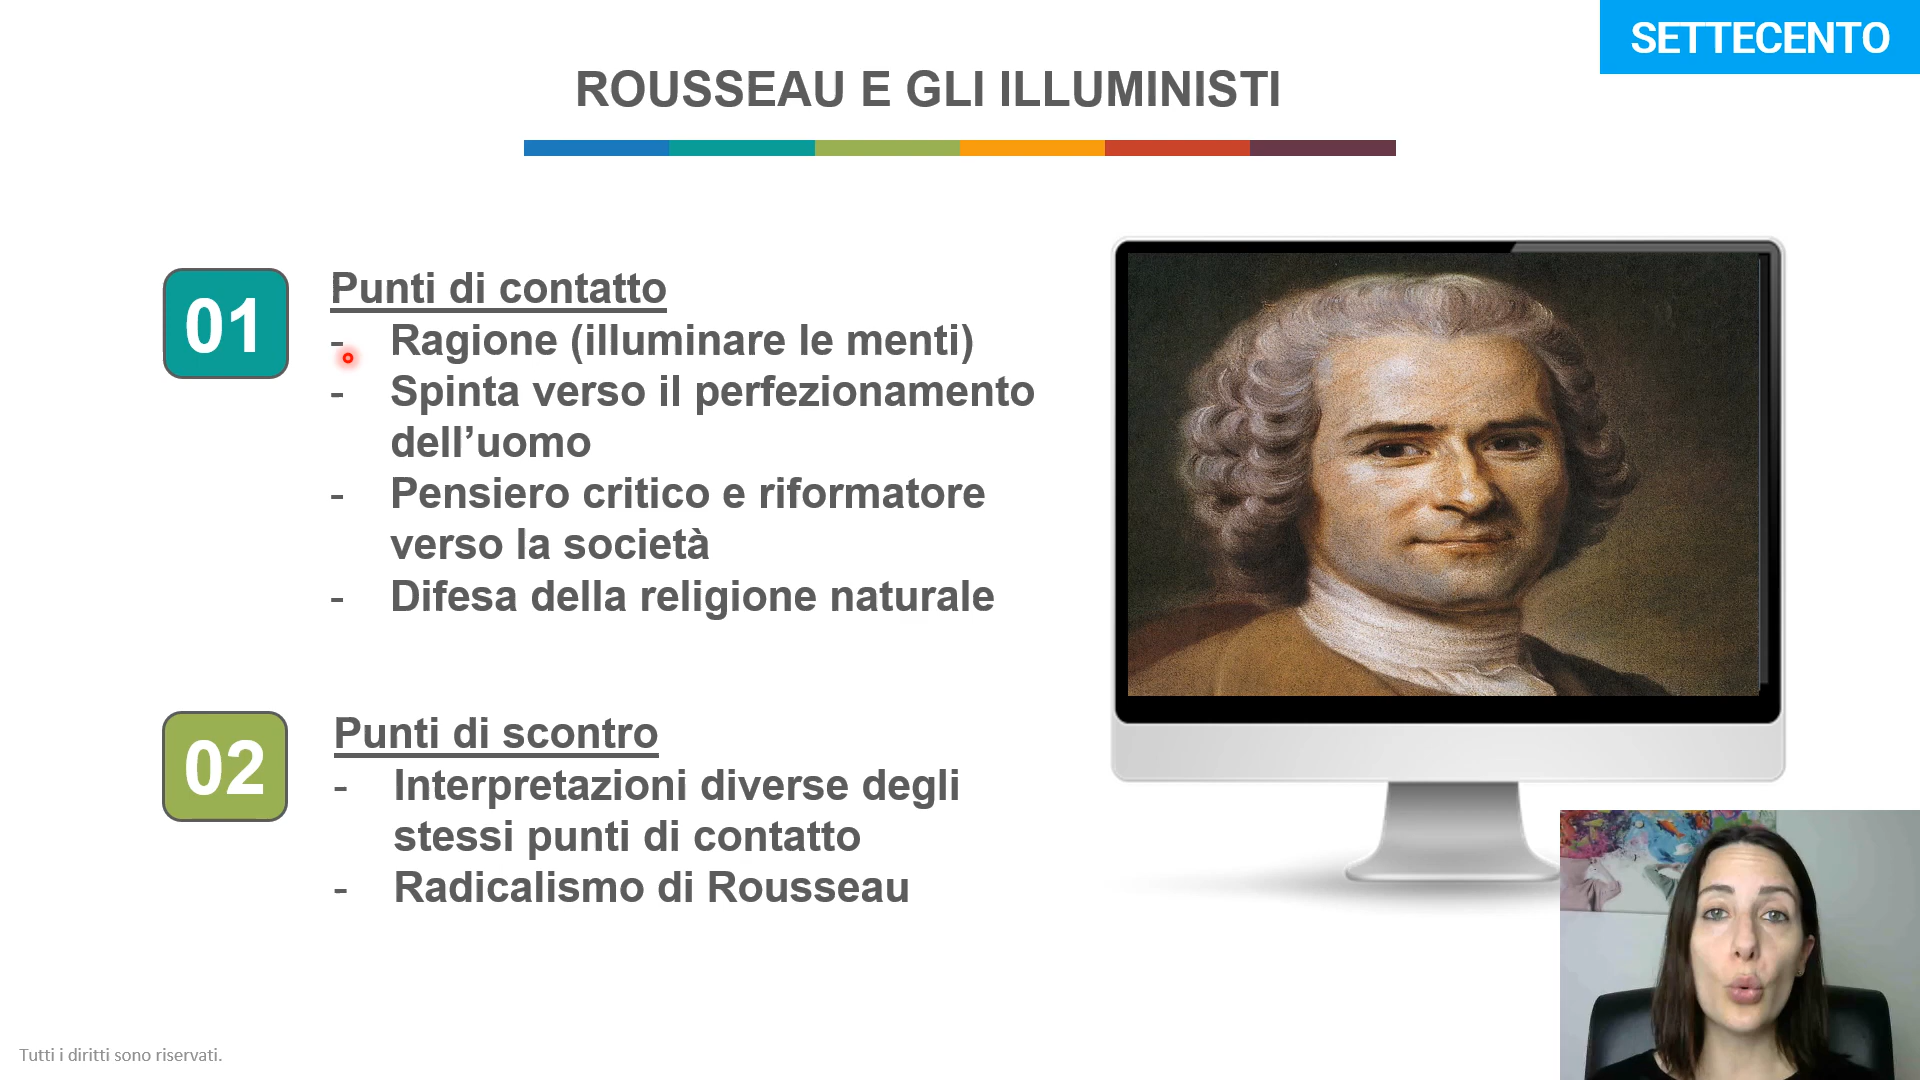 SETTECENTO
ROUSSEAU E GLI ILLUMINISTI
01
Punti di contatto
- Ragione (illuminare le menti)
- Spinta verso il perfezionamento
dell’uomo
- Pensiero critico e riformatore
verso la società
- Difesa della religione naturale
02
Punti di scontro
- Interpretazioni diverse degli
stessi punti di contatto
- Radicalismo di Rousseau
Tutti i diritti sono riservati.